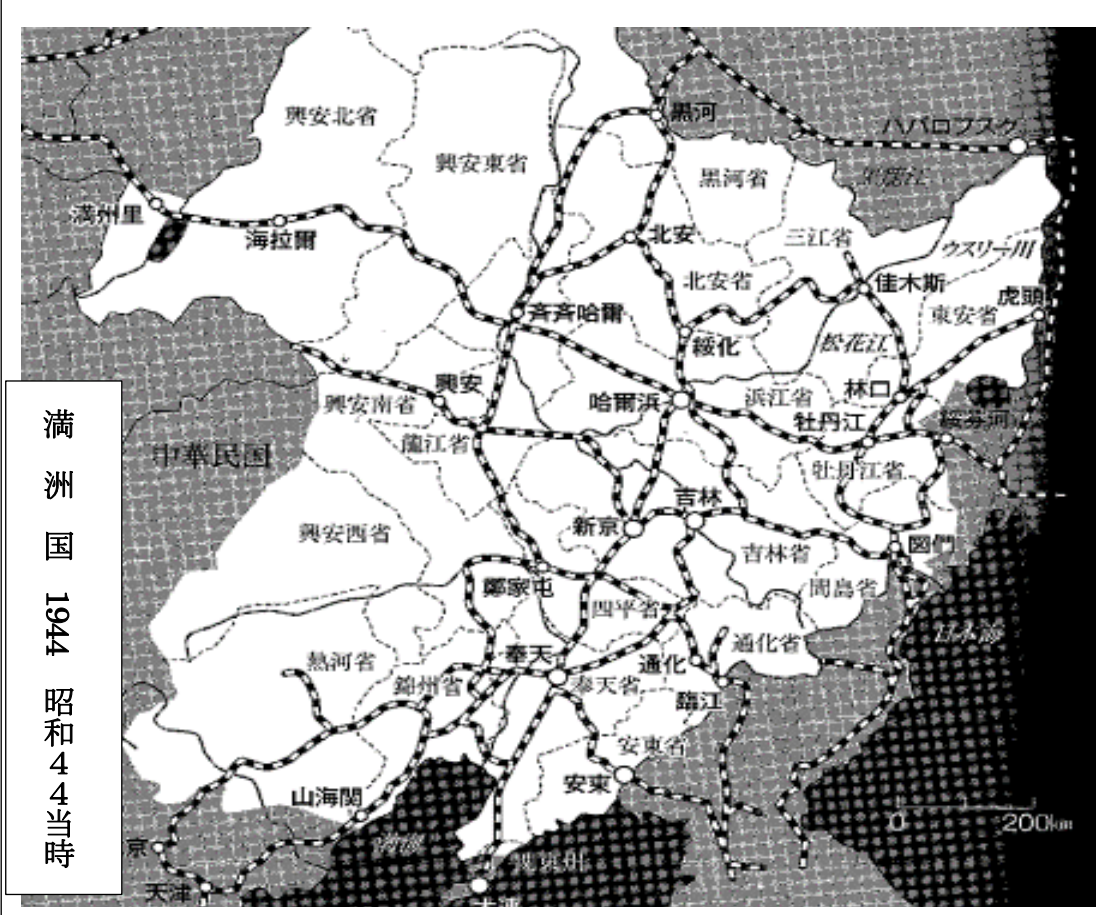 興安北省
興安東省
黒河
ハバロフスク
黒河省
満州里
海拉爾
北安
三江省
ウスリー川
北安省
佳木斯
虎頭
東安省
斉斉哈爾
綏化
松花江
興安
興安南省
哈爾浜
浜江省
林口
牡丹江
綏芬河
龍江省
中華民国
牡丹江省
吉林
新京
興安西省
吉林省
図們
間島省
鄭家屯
四平省
日本海
奉天
通化
通化省
熱河省
錦州省
奉天省
臨江
安東省
山海関
安東
0
200km
京
天津
関東州
満洲国 1944 昭和44当時